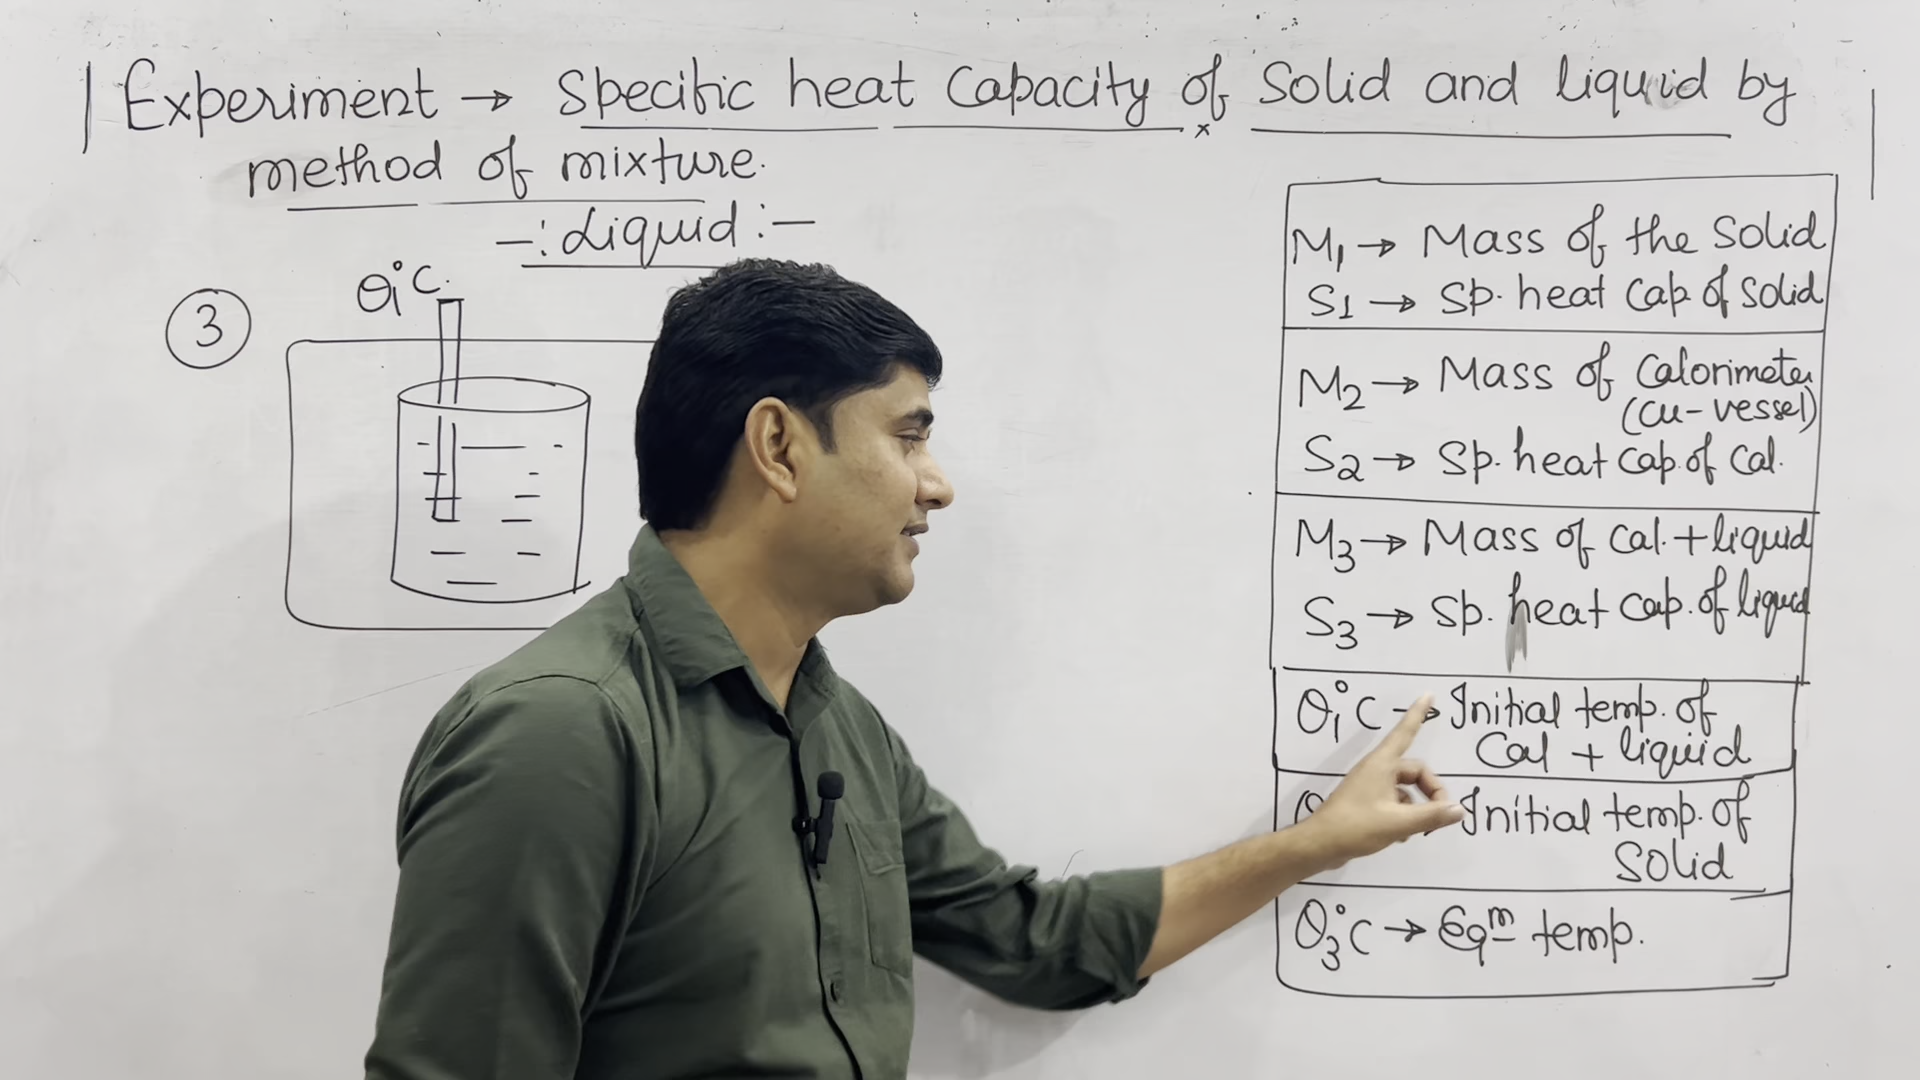 Experiment → Specific heat Capacity of Solid and liquid by
method of mixture.
-: Liquid :-
θ₁°C.
3
M₁ → Mass of the Solid
S₁ → Sp. heat Cap. of Solid
M₂ → Mass of Calorimeter
(Cu-vessel)
S₂ → Sp. heat Cap. of Cal.
M₃ → Mass of Cal. + liquid
S₃ → Sp. heat Cap. of liquid
θ₁°C → Initial temp. of
Cal + liquid
→ Initial temp. of
Solid
θ₃°C → Eqm temp.